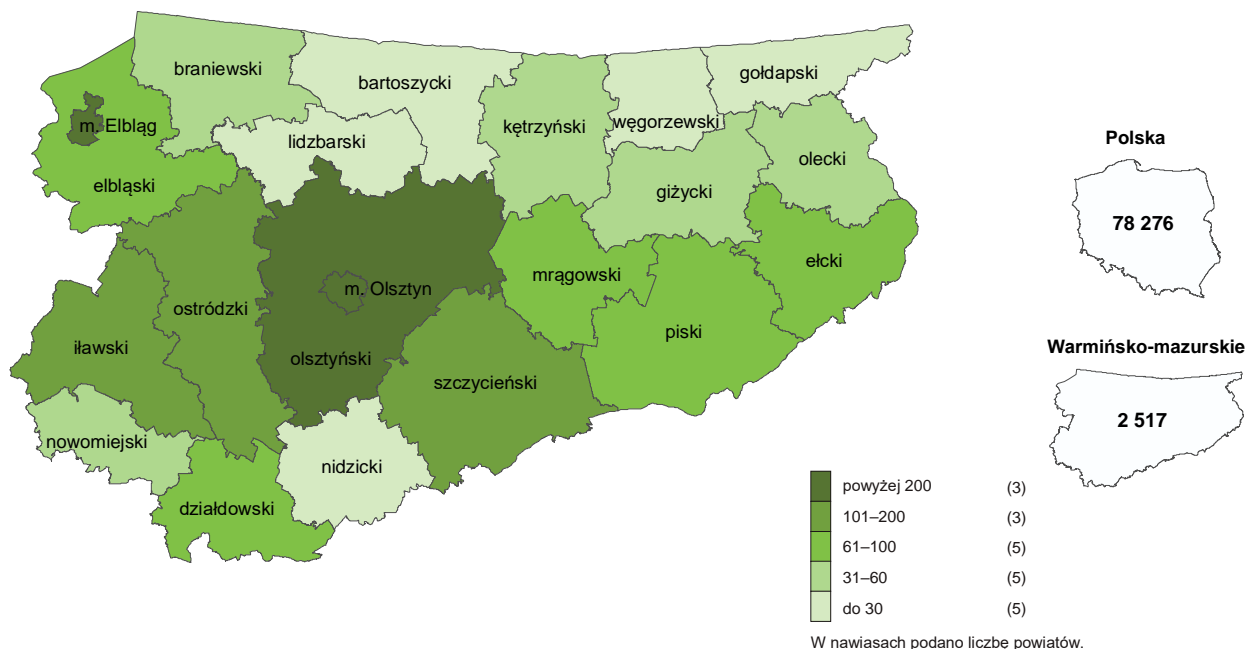 braniewski
bartoszycki
gołdapski
m. Elbląg
lidzbarski
kętrzyński
węgorzewski
olecki
elbląski
giżycki
ełcki
mrągowski
m. Olsztyn
ostródzki
piski
iławski
olsztyński
szczycieński
nowomiejski
nidzicki
działdowski
Polska
78 276
Warmińsko-mazurskie
2 517
powyżej 200 (3)
101–200 (3)
61–100 (5)
31–60 (5)
do 30 (5)
W nawiasach podano liczbę powiatów.